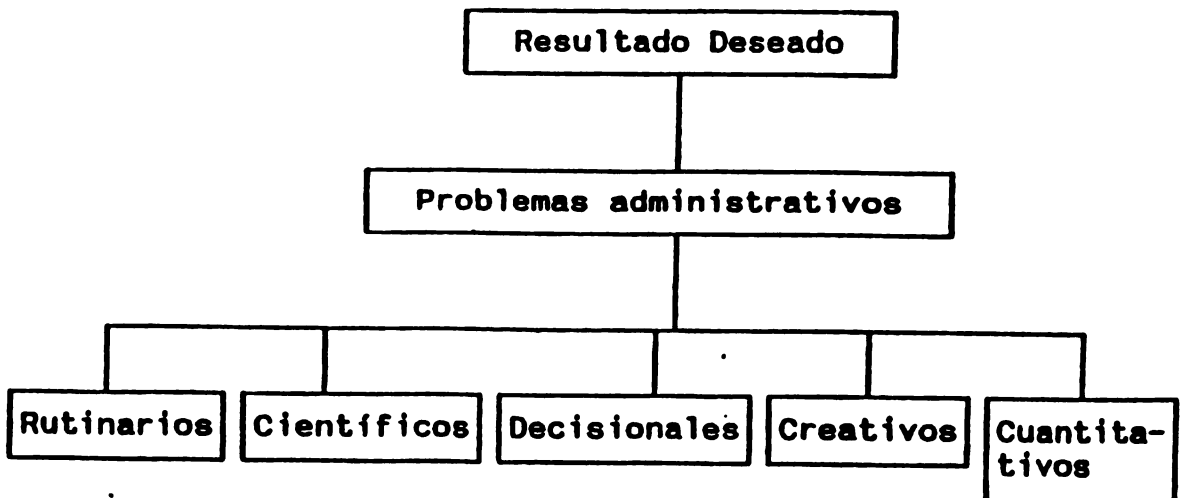 Resultado Deseado
Problemas administrativos
Rutinarios
Científicos
Decisionales
Creativos
Cuantita-
tivos